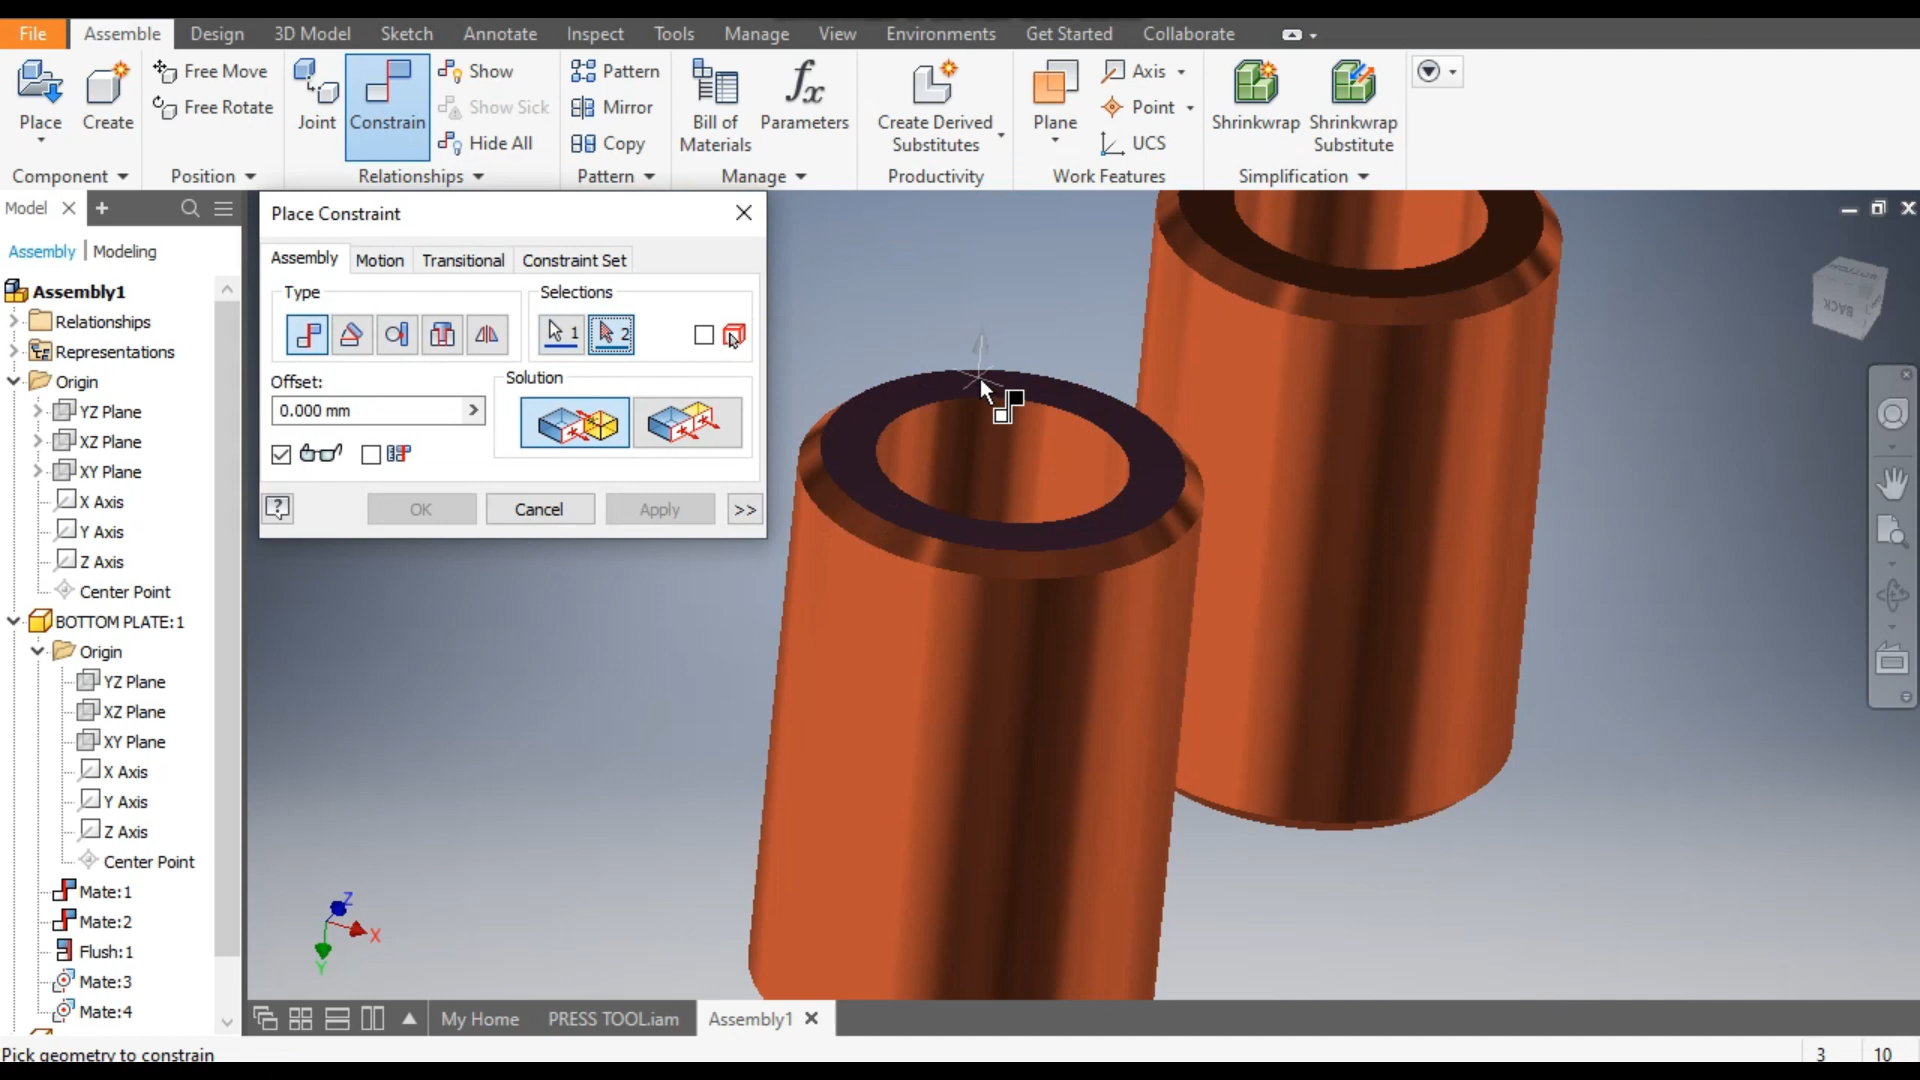 File Assemble Design 3D Model Sketch Annotate Inspect Tools Manage View Environments Get Started Collaborate
Place
Create
Free Move
Free Rotate
Joint
Constrain
Show
Show Sick
Hide All
Pattern
Mirror
Copy
Bill of
Materials
fx
Parameters
Create Derived
Substitutes
Plane
Axis
Point
UCS
Shrinkwrap
Shrinkwrap
Substitute
Component Position Relationships Pattern Manage Productivity Work Features Simplification
Model
Assembly | Modeling
Assembly1
Relationships
Representations
Origin
YZ Plane
XZ Plane
XY Plane
X Axis
Y Axis
Z Axis
Center Point
BOTTOM PLATE:1
Origin
YZ Plane
XZ Plane
XY Plane
X Axis
Y Axis
Z Axis
Center Point
Mate:1
Mate:2
Flush:1
Mate:3
Mate:4
Place Constraint
Assembly Motion Transitional Constraint Set
Type
Selections
1 2
Offset:
0.000 mm
Solution
?
OK Cancel Apply >>
BOTTOM
BACK
Z
X
Y
My Home PRESS TOOL.iam Assembly1
Pick geometry to constrain
3 10